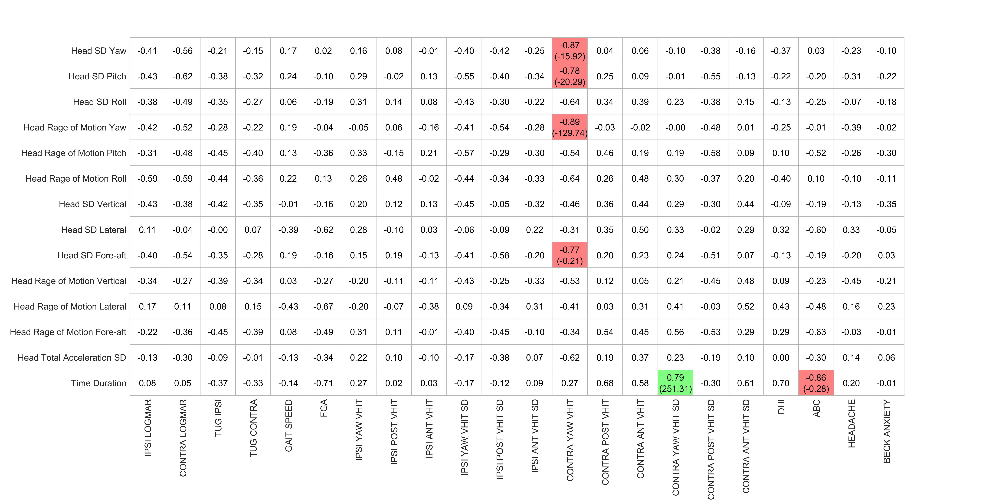 Head SD Yaw -0.41 -0.56 -0.21 -0.15 0.17 0.02 0.16 0.08 -0.01 -0.40 -0.42 -0.25 -0.87 (-15.92) 0.04 0.06 -0.10 -0.38 -0.16 -0.37 0.03 -0.23 -0.10
Head SD Pitch -0.43 -0.62 -0.38 -0.32 0.24 -0.10 0.29 -0.02 0.13 -0.55 -0.40 -0.34 -0.78 (-20.29) 0.25 0.09 -0.01 -0.55 -0.13 -0.22 -0.20 -0.31 -0.22
Head SD Roll -0.38 -0.49 -0.35 -0.27 0.06 -0.19 0.31 0.14 0.08 -0.43 -0.30 -0.22 -0.64 0.34 0.39 0.23 -0.38 0.15 -0.13 -0.25 -0.07 -0.18
Head Rage of Motion Yaw -0.42 -0.52 -0.28 -0.22 0.19 -0.04 -0.05 0.06 -0.16 -0.41 -0.54 -0.28 -0.89 (-129.74) -0.03 -0.02 -0.00 -0.48 0.01 -0.25 -0.01 -0.39 -0.02
Head Rage of Motion Pitch -0.31 -0.48 -0.45 -0.40 0.13 -0.36 0.33 -0.15 0.21 -0.57 -0.29 -0.30 -0.54 0.46 0.19 0.19 -0.58 0.09 0.10 -0.52 -0.26 -0.30
Head Rage of Motion Roll -0.59 -0.59 -0.44 -0.36 0.22 0.13 0.26 0.48 -0.02 -0.44 -0.34 -0.33 -0.64 0.26 0.48 0.30 -0.37 0.20 -0.40 0.10 -0.10 -0.11
Head SD Vertical -0.43 -0.38 -0.42 -0.35 -0.01 -0.16 0.20 0.12 0.13 -0.45 -0.05 -0.32 -0.46 0.36 0.44 0.29 -0.30 0.44 -0.09 -0.19 -0.13 -0.35
Head SD Lateral 0.11 -0.04 -0.00 0.07 -0.39 -0.62 0.28 -0.10 0.03 -0.06 -0.09 0.22 -0.31 0.35 0.50 0.33 -0.02 0.29 0.32 -0.60 0.33 -0.05
Head SD Fore-aft -0.40 -0.54 -0.35 -0.28 0.19 -0.16 0.15 0.19 -0.13 -0.41 -0.58 -0.20 -0.77 (-0.21) 0.20 0.23 0.24 -0.51 0.07 -0.13 -0.19 -0.20 0.03
Head Rage of Motion Vertical -0.34 -0.27 -0.39 -0.34 0.03 -0.27 -0.20 -0.11 -0.11 -0.43 -0.25 -0.33 -0.53 0.12 0.05 0.21 -0.45 0.48 0.09 -0.23 -0.45 -0.21
Head Rage of Motion Lateral 0.17 0.11 0.08 0.15 -0.43 -0.67 -0.20 -0.07 -0.38 0.09 -0.34 0.31 -0.41 0.03 0.31 0.41 -0.03 0.52 0.43 -0.48 0.16 0.23
Head Rage of Motion Fore-aft -0.22 -0.36 -0.45 -0.39 0.08 -0.49 0.31 0.11 -0.01 -0.40 -0.45 -0.10 -0.34 0.54 0.45 0.56 -0.53 0.29 0.29 -0.63 -0.03 -0.01
Head Total Acceleration SD -0.13 -0.30 -0.09 -0.01 -0.13 -0.34 0.22 0.10 -0.10 -0.17 -0.38 0.07 -0.62 0.19 0.37 0.23 -0.19 0.10 0.00 -0.30 0.14 0.06
Time Duration 0.08 0.05 -0.37 -0.33 -0.14 -0.71 0.27 0.02 0.03 -0.17 -0.12 0.09 0.27 0.68 0.58 0.79 (251.31) -0.30 0.61 0.70 -0.86 (-0.28) 0.20 -0.01
IPSI LOGMAR
CONTRA LOGMAR
TUG IPSI
TUG CONTRA
GAIT SPEED
FGA
IPSI YAW VHIT
IPSI POST VHIT
IPSI ANT VHIT
IPSI YAW VHIT SD
IPSI POST VHIT SD
IPSI ANT VHIT SD
CONTRA YAW VHIT
CONTRA POST VHIT
CONTRA ANT VHIT
CONTRA YAW VHIT SD
CONTRA POST VHIT SD
CONTRA ANT VHIT SD
DHI
ABC
HEADACHE
BECK ANXIETY